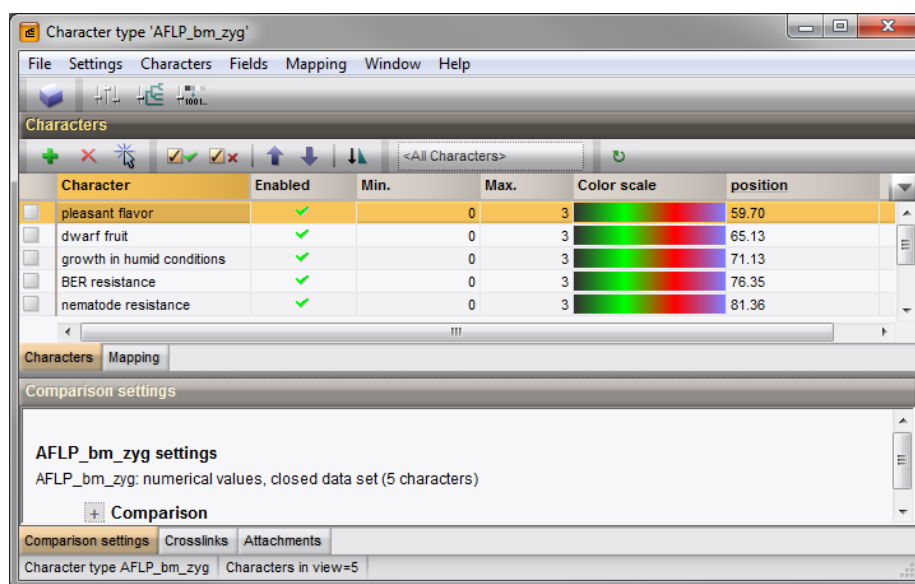 Character type 'AFLP_bm_zyg'
File Settings Characters Fields Mapping Window Help
Characters
<All Characters>
Character Enabled Min. Max. Color scale position
pleasant flavor 0 3 59.70
dwarf fruit 0 3 65.13
growth in humid conditions 0 3 71.13
BER resistance 0 3 76.35
nematode resistance 0 3 81.36
Characters Mapping
Comparison settings
AFLP_bm_zyg settings
AFLP_bm_zyg: numerical values, closed data set (5 characters)
+ Comparison
Comparison settings Crosslinks Attachments
Character type AFLP_bm_zyg Characters in view=5